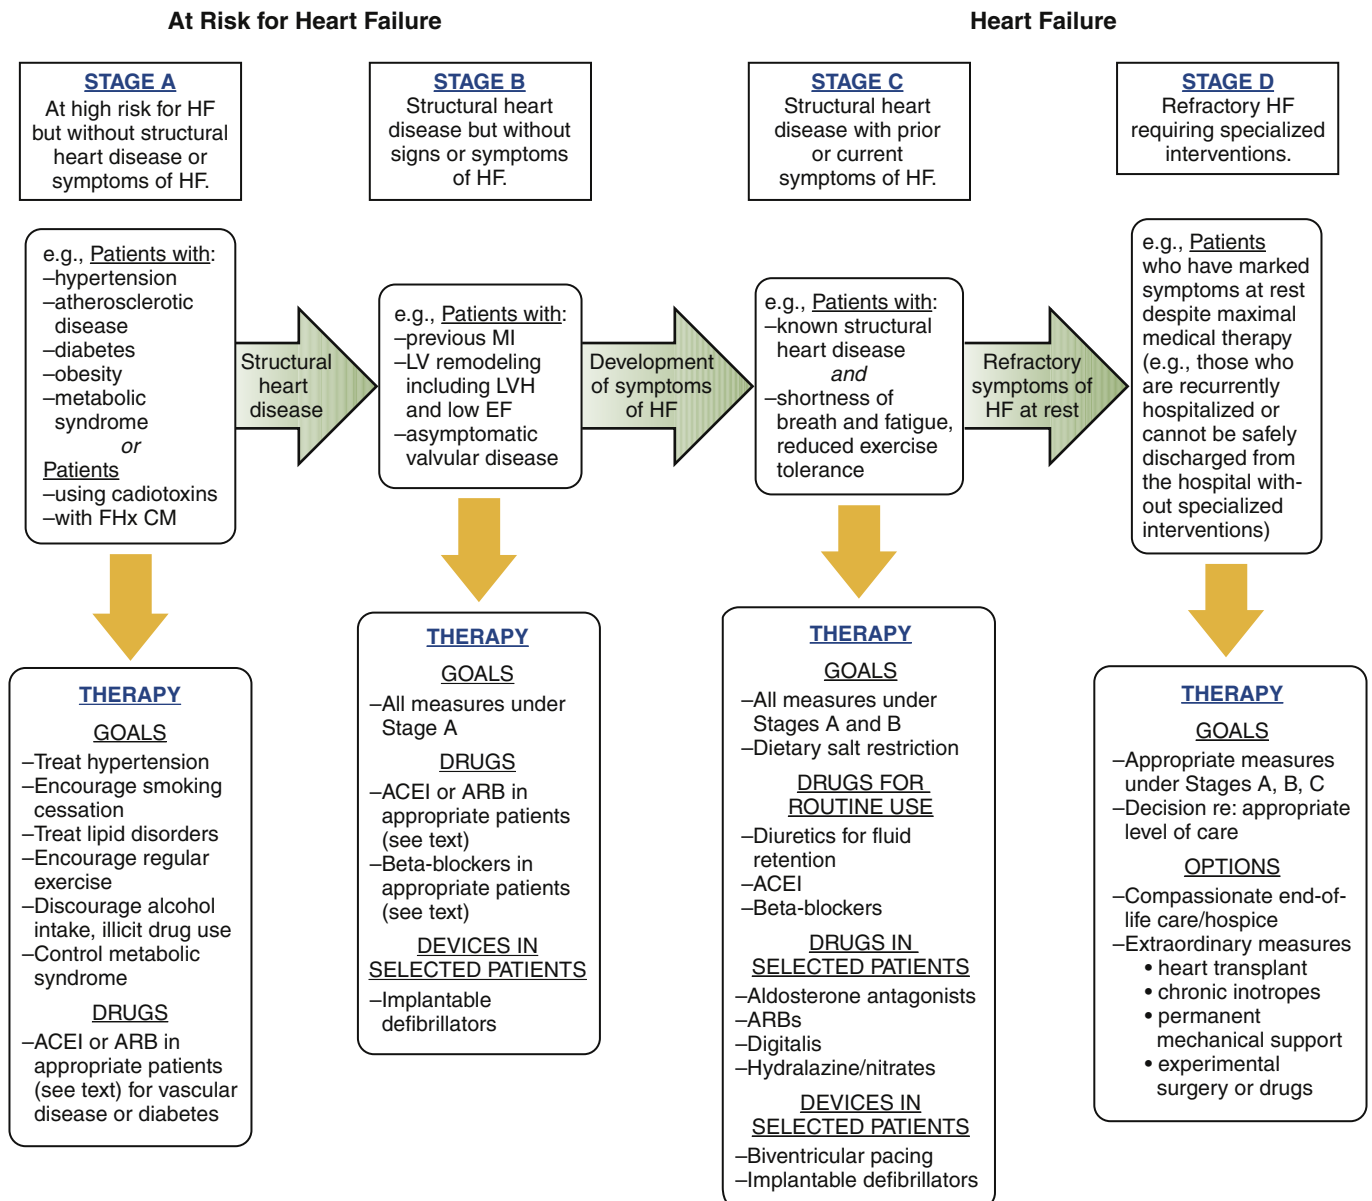 At Risk for Heart Failure
Heart Failure
STAGE A
At high risk for HF
but without structural
heart disease or
symptoms of HF.
STAGE B
Structural heart
disease but without
signs or symptoms
of HF.
STAGE C
Structural heart
disease with prior
or current
symptoms of HF.
STAGE D
Refractory HF
requiring specialized
interventions.
e.g., Patients with:
–hypertension
–atherosclerotic
disease
–diabetes
–obesity
–metabolic
syndrome
or
Patients
–using cadiotoxins
–with FHx CM
Structural
heart
disease
e.g., Patients with:
–previous MI
–LV remodeling
including LVH
and low EF
–asymptomatic
valvular disease
Development
of symptoms
of HF
e.g., Patients with:
–known structural
heart disease
and
–shortness of
breath and fatigue,
reduced exercise
tolerance
Refractory
symptoms of
HF at rest
e.g., Patients
who have marked
symptoms at rest
despite maximal
medical therapy
(e.g., those who
are recurrently
hospitalized or
cannot be safely
discharged from
the hospital with-
out specialized
interventions)
THERAPY
GOALS
–Treat hypertension
–Encourage smoking
cessation
–Treat lipid disorders
–Encourage regular
exercise
–Discourage alcohol
intake, illicit drug use
–Control metabolic
syndrome
DRUGS
–ACEI or ARB in
appropriate patients
(see text) for vascular
disease or diabetes
THERAPY
GOALS
–All measures under
Stage A
DRUGS
–ACEI or ARB in
appropriate patients
(see text)
–Beta-blockers in
appropriate patients
(see text)
DEVICES IN
SELECTED PATIENTS
–Implantable
defibrillators
THERAPY
GOALS
–All measures under
Stages A and B
–Dietary salt restriction
DRUGS FOR
ROUTINE USE
–Diuretics for fluid
retention
–ACEI
–Beta-blockers
DRUGS IN
SELECTED PATIENTS
–Aldosterone antagonists
–ARBs
–Digitalis
–Hydralazine/nitrates
DEVICES IN
SELECTED PATIENTS
–Biventricular pacing
–Implantable defibrillators
THERAPY
GOALS
–Appropriate measures
under Stages A, B, C
–Decision re: appropriate
level of care
OPTIONS
–Compassionate end-of-
life care/hospice
–Extraordinary measures
• heart transplant
• chronic inotropes
• permanent
mechanical support
• experimental
surgery or drugs